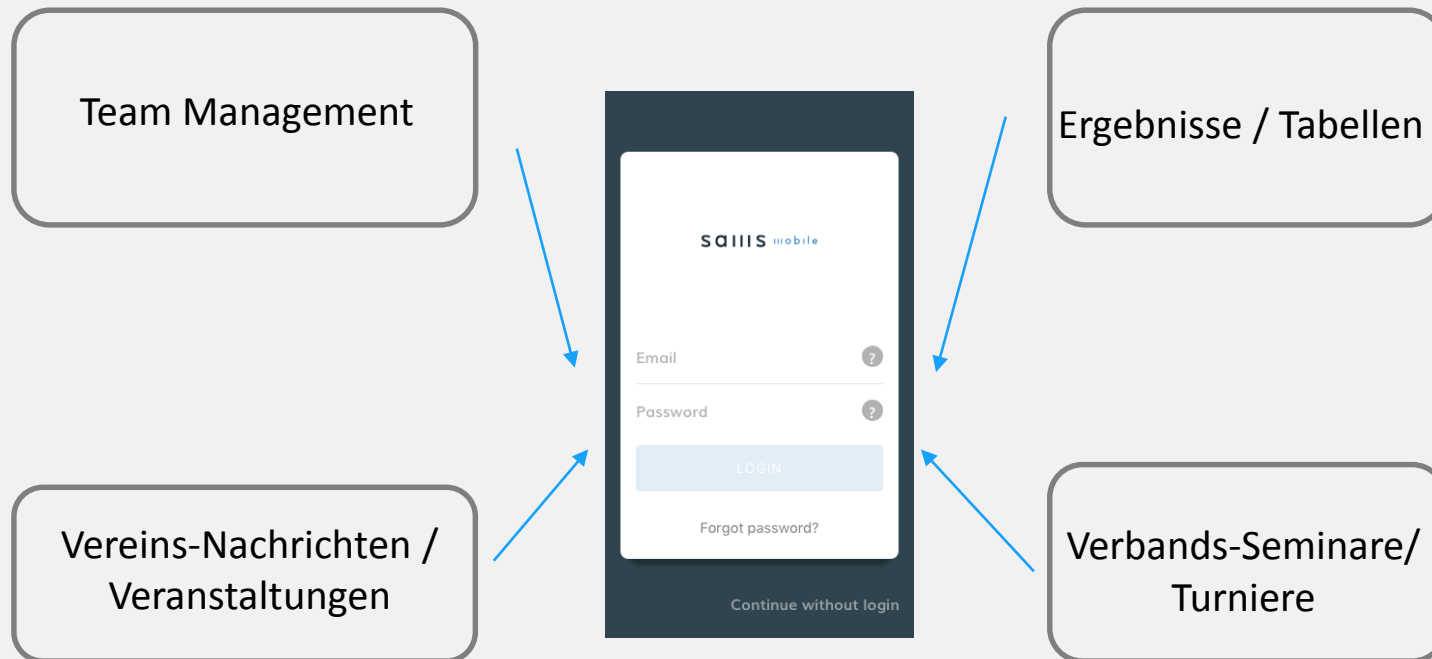 Team Management
Ergebnisse / Tabellen
sams mobile
Email
?
Password
?
LOGIN
Forgot password?
Continue without login
Vereins-Nachrichten /
Veranstaltungen
Verbands-Seminare/
Turniere